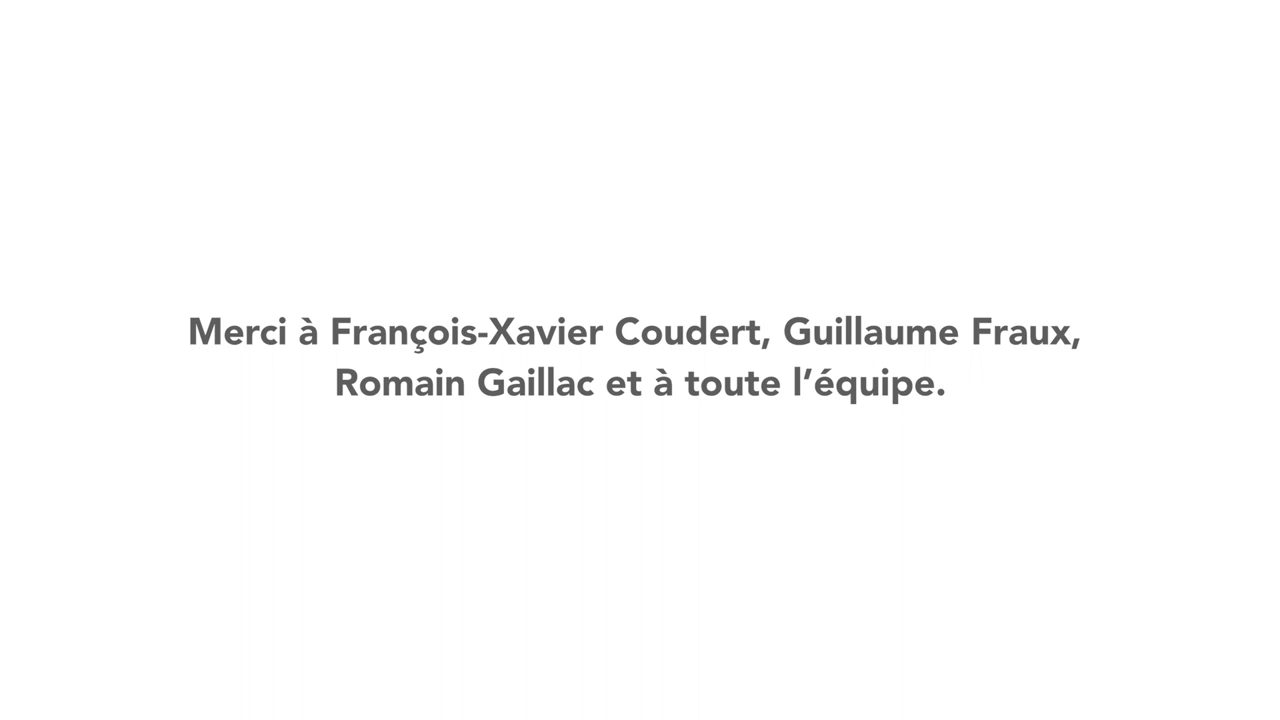 Merci à François-Xavier Coudert, Guillaume Fraux,
Romain Gaillac et à toute l’équipe.